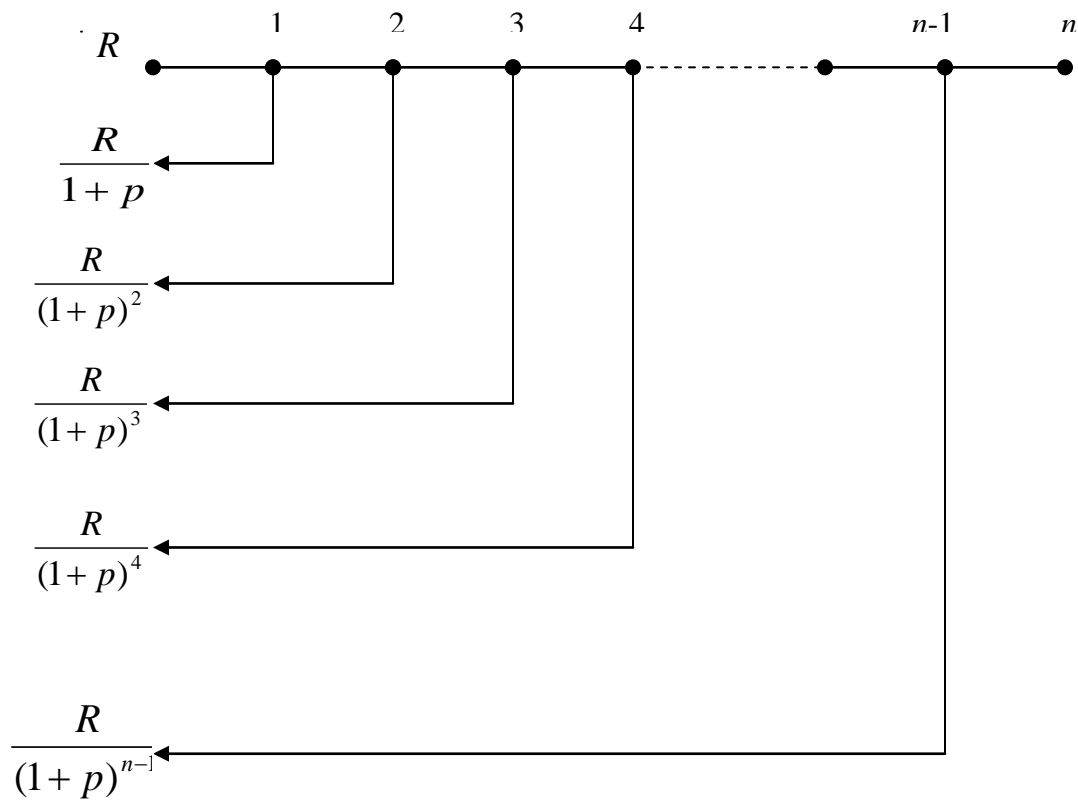 1 2 3 4 n-1 n
R
R
1 + p
R
(1 + p)^2
R
(1 + p)^3
R
(1 + p)^4
R
(1 + p)^{n-1}